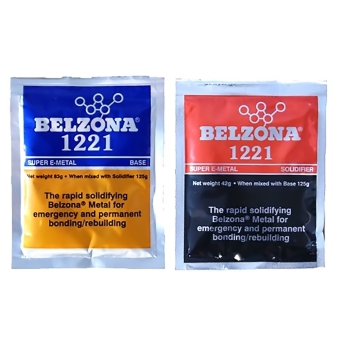 BELZONA®
1221
SUPER E-METAL BASE
Net weight 83g • When mixed with Solidifier 125g
The rapid solidifying
Belzona® Metal for
emergency and permanent
bonding/rebuilding
BELZONA®
1221
SUPER E-METAL SOLIDIFIER
Net weight 42g • When mixed with Base 125g
The rapid solidifying
Belzona® Metal for
emergency and permanent
bonding/rebuilding